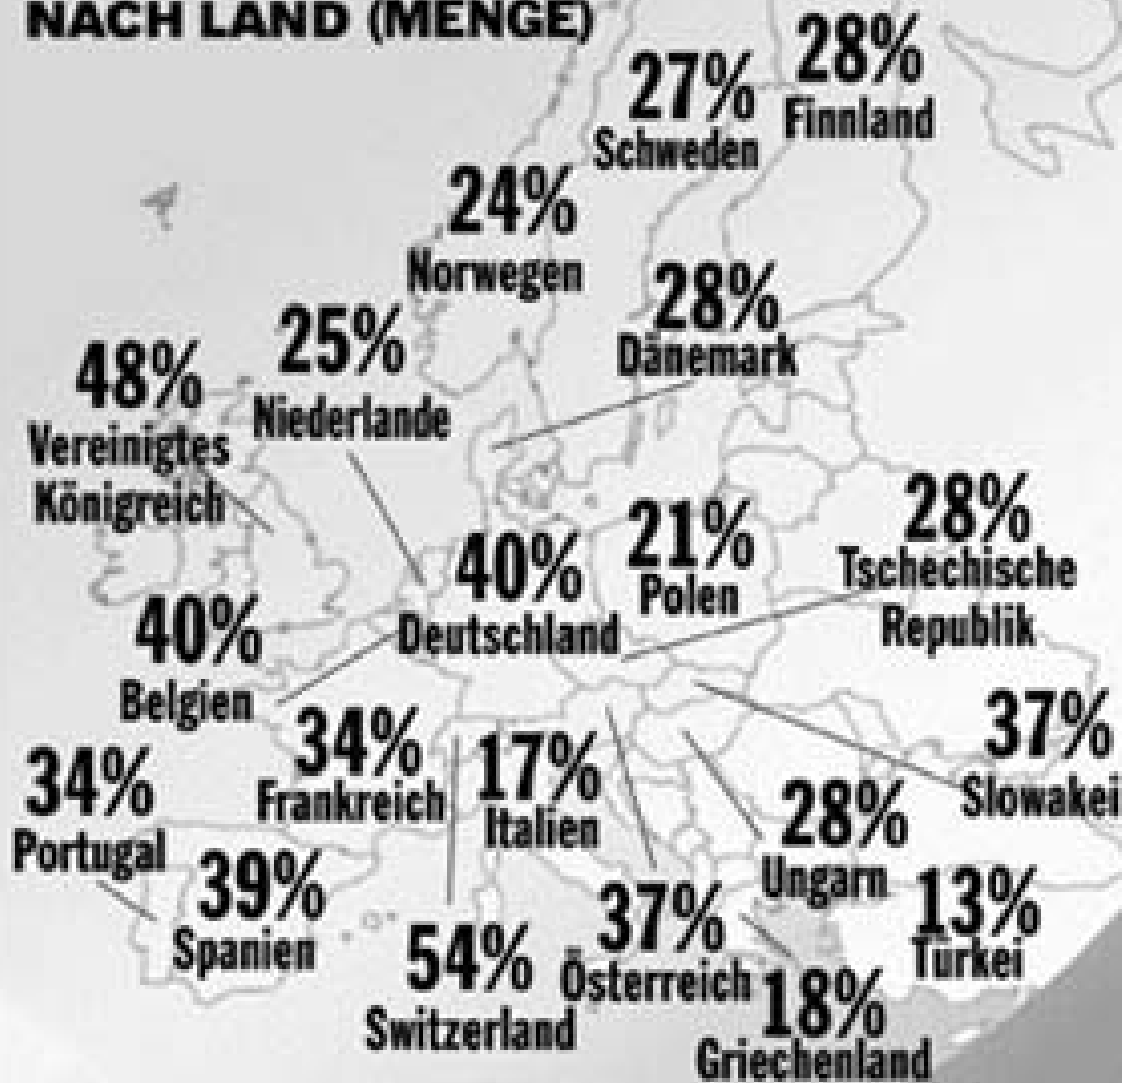 NACH LAND (MENGE)
28%
Finnland
27%
Schweden
24%
Norwegen
28%
Dänemark
25%
Niederlande
48%
Vereinigtes
Königreich
28%
Tschechische
Republik
21%
Polen
40%
Deutschland
40%
Belgien
37%
Slowakei
34%
Frankreich
17%
Italien
34%
Portugal
28%
Ungarn
39%
Spanien
13%
Türkei
37%
Österreich
54%
Switzerland
18%
Griechenland